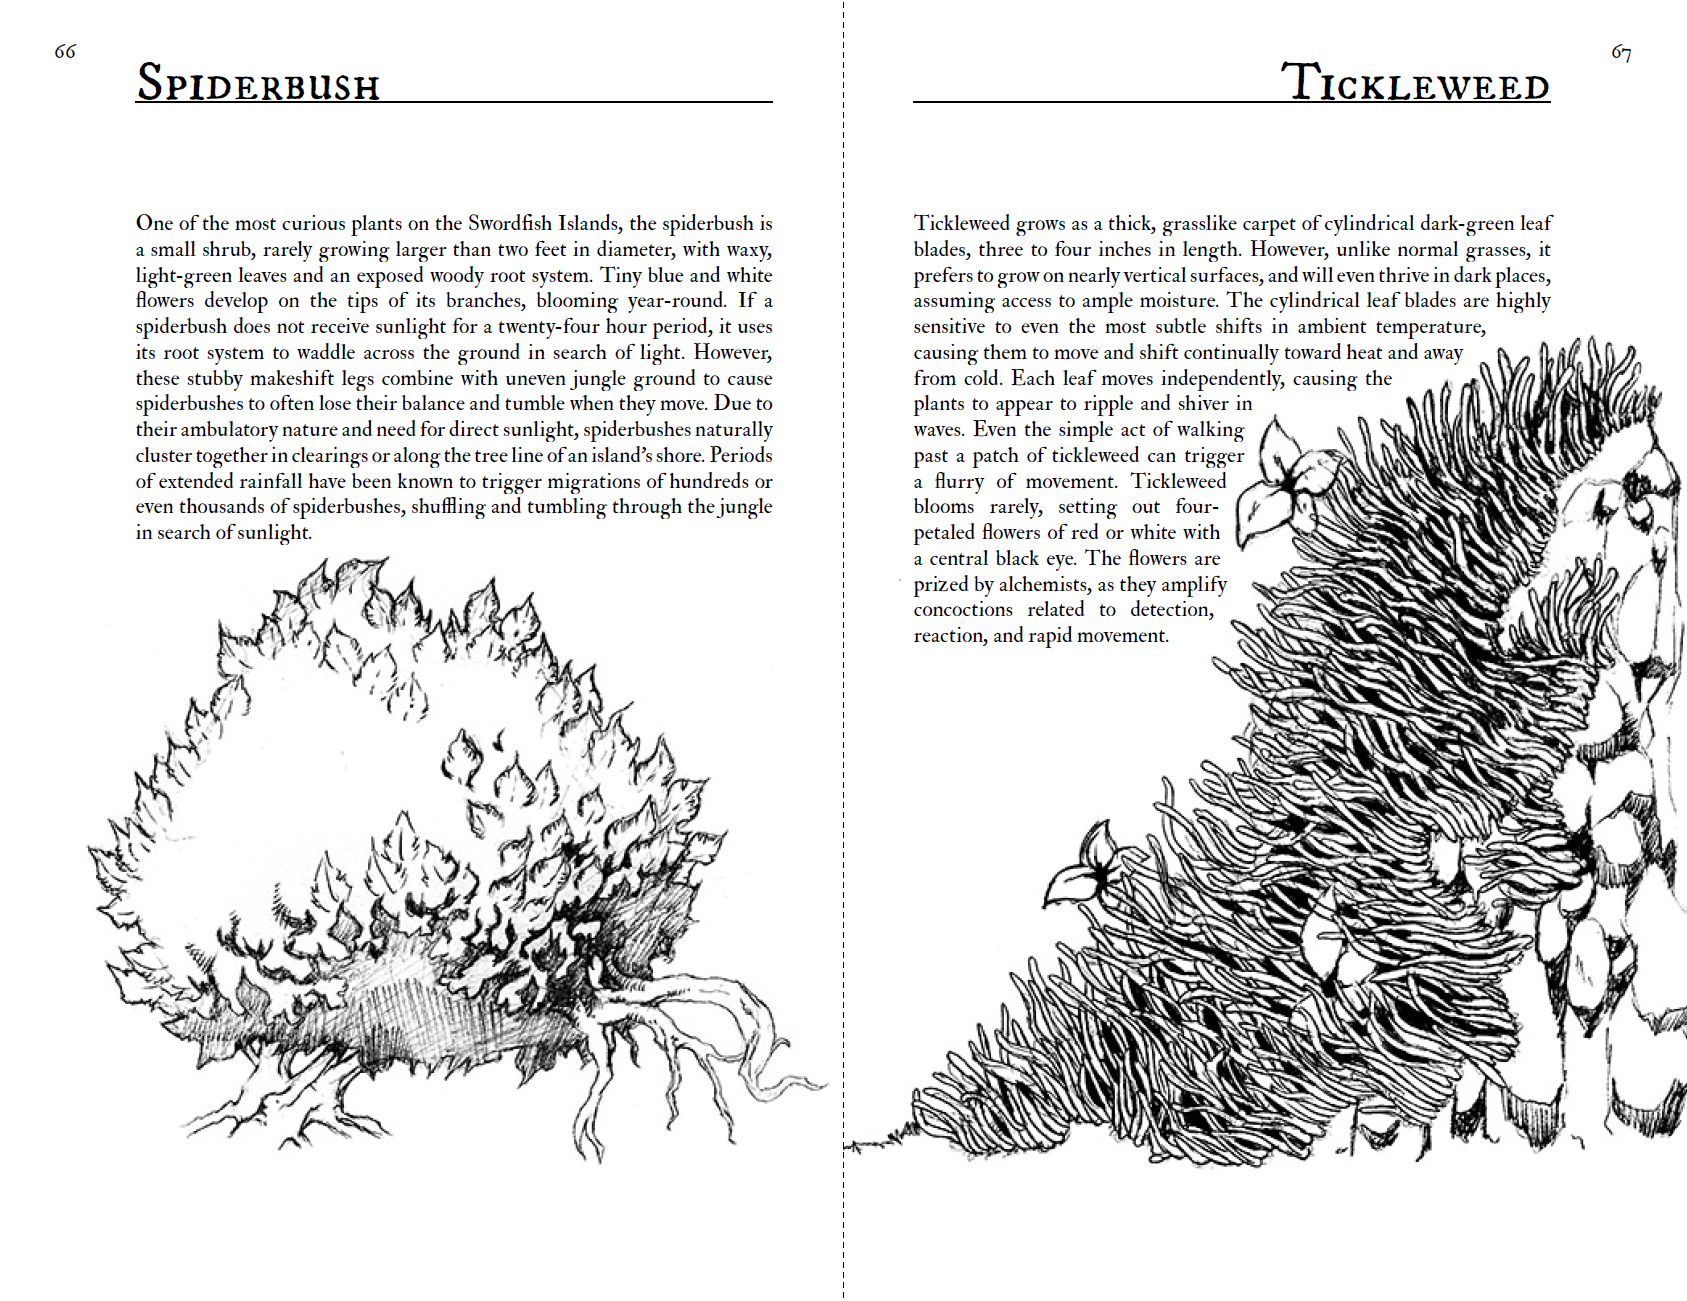 66
Spiderbush
One of the most curious plants on the Swordfish Islands, the spiderbush is
a small shrub, rarely growing larger than two feet in diameter, with waxy,
light-green leaves and an exposed woody root system. Tiny blue and white
flowers develop on the tips of its branches, blooming year-round. If a
spiderbush does not receive sunlight for a twenty-four hour period, it uses
its root system to waddle across the ground in search of light. However,
these stubby makeshift legs combine with uneven jungle ground to cause
spiderbushes to often lose their balance and tumble when they move. Due to
their ambulatory nature and need for direct sunlight, spiderbushes naturally
cluster together in clearings or along the tree line of an island's shore. Periods
of extended rainfall have been known to trigger migrations of hundreds or
even thousands of spiderbushes, shuffling and tumbling through the jungle
in search of sunlight.
67
Tickleweed
Tickleweed grows as a thick, grasslike carpet of cylindrical dark-green leaf
blades, three to four inches in length. However, unlike normal grasses, it
prefers to grow on nearly vertical surfaces, and will even thrive in dark places,
assuming access to ample moisture. The cylindrical leaf blades are highly
sensitive to even the most subtle shifts in ambient temperature,
causing them to move and shift continually toward heat and away
from cold. Each leaf moves independently, causing the
plants to appear to ripple and shiver in
waves. Even the simple act of walking
past a patch of tickleweed can trigger
a flurry of movement. Tickleweed
blooms rarely, setting out four-
petaled flowers of red or white with
a central black eye. The flowers are
prized by alchemists, as they amplify
concoctions related to detection,
reaction, and rapid movement.